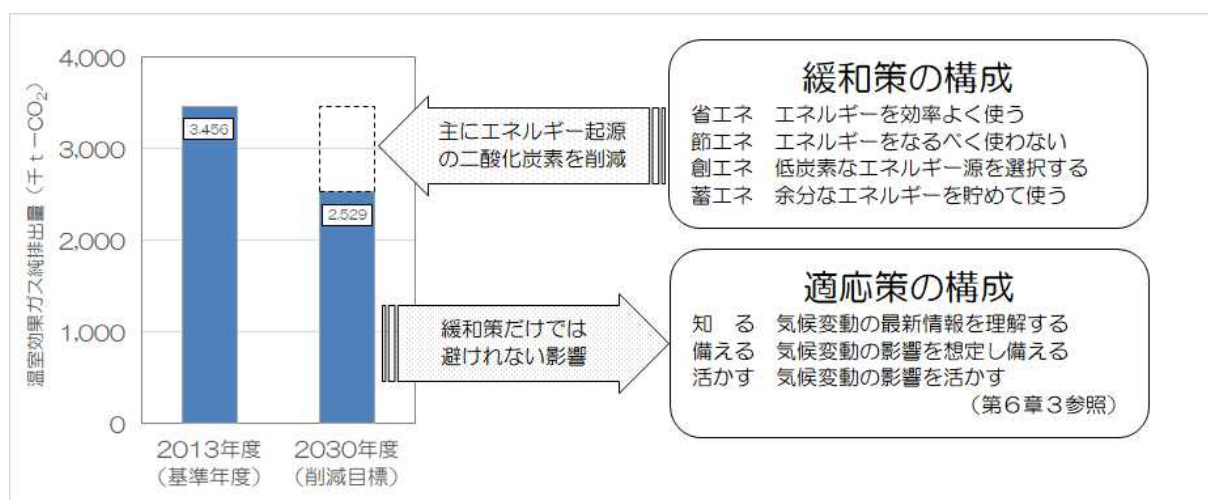 温室効果ガス純排出量（千ｔ－CO₂）
4,000
3,000
2,000
1,000
0
3.456
2.529
2013年度
（基準年度）
2030年度
（削減目標）
主にエネルギー起源
の二酸化炭素を削減
緩和策だけでは
避けれない影響
緩和策の構成
省エネ　エネルギーを効率よく使う
節エネ　エネルギーをなるべく使わない
創エネ　低炭素なエネルギー源を選択する
蓄エネ　余分なエネルギーを貯めて使う
適応策の構成
知　る　気候変動の最新情報を理解する
備える　気候変動の影響を想定し備える
活かす　気候変動の影響を活かす
（第６章３参照）